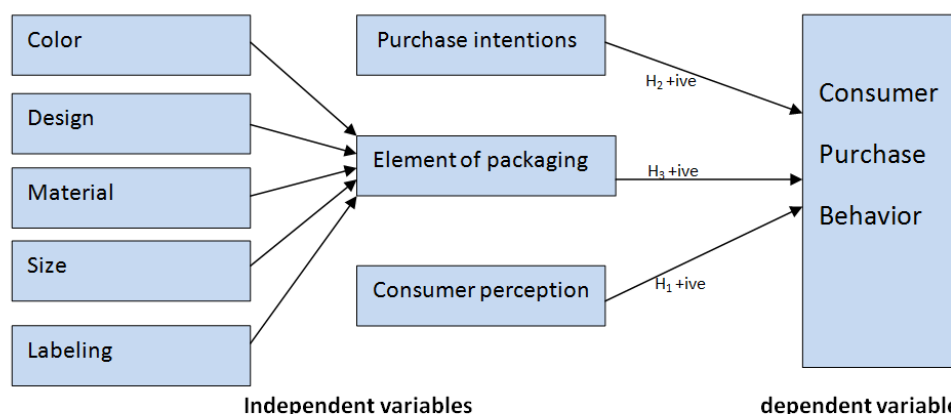 Color
Design
Material
Size
Labeling
Purchase intentions
Element of packaging
Consumer perception
H₂ +ive
H₃ +ive
H₁ +ive
Consumer
Purchase
Behavior
Independent variables
dependent variable